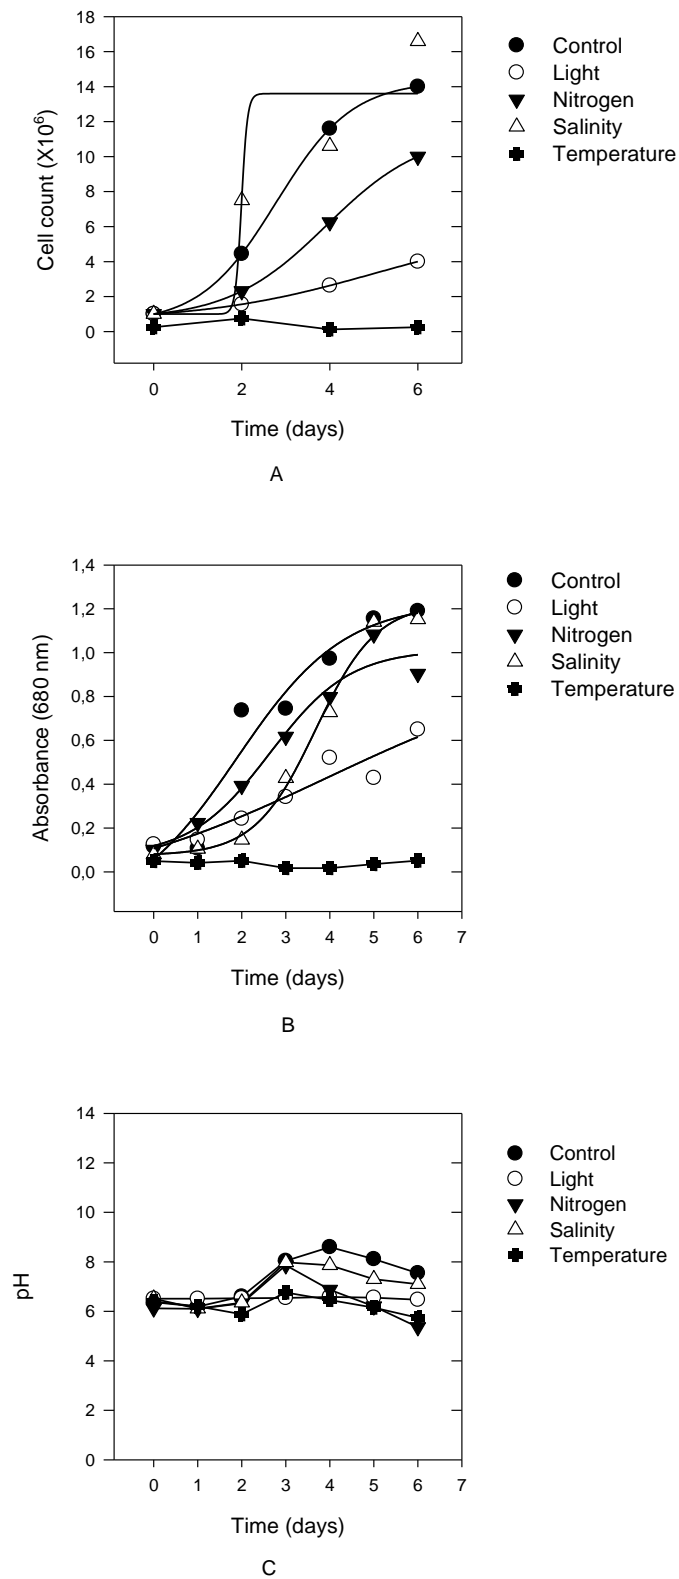 18
16
14
12
10
8
6
4
2
0
Cell count (X10⁶)
0 2 4 6
Time (days)
A
Control
Light
Nitrogen
Salinity
Temperature
1,4
1,2
1,0
0,8
0,6
0,4
0,2
0,0
Absorbance (680 nm)
0 1 2 3 4 5 6 7
Time (days)
B
Control
Light
Nitrogen
Salinity
Temperature
14
12
10
8
6
4
2
0
pH
0 1 2 3 4 5 6 7
Time (days)
C
Control
Light
Nitrogen
Salinity
Temperature